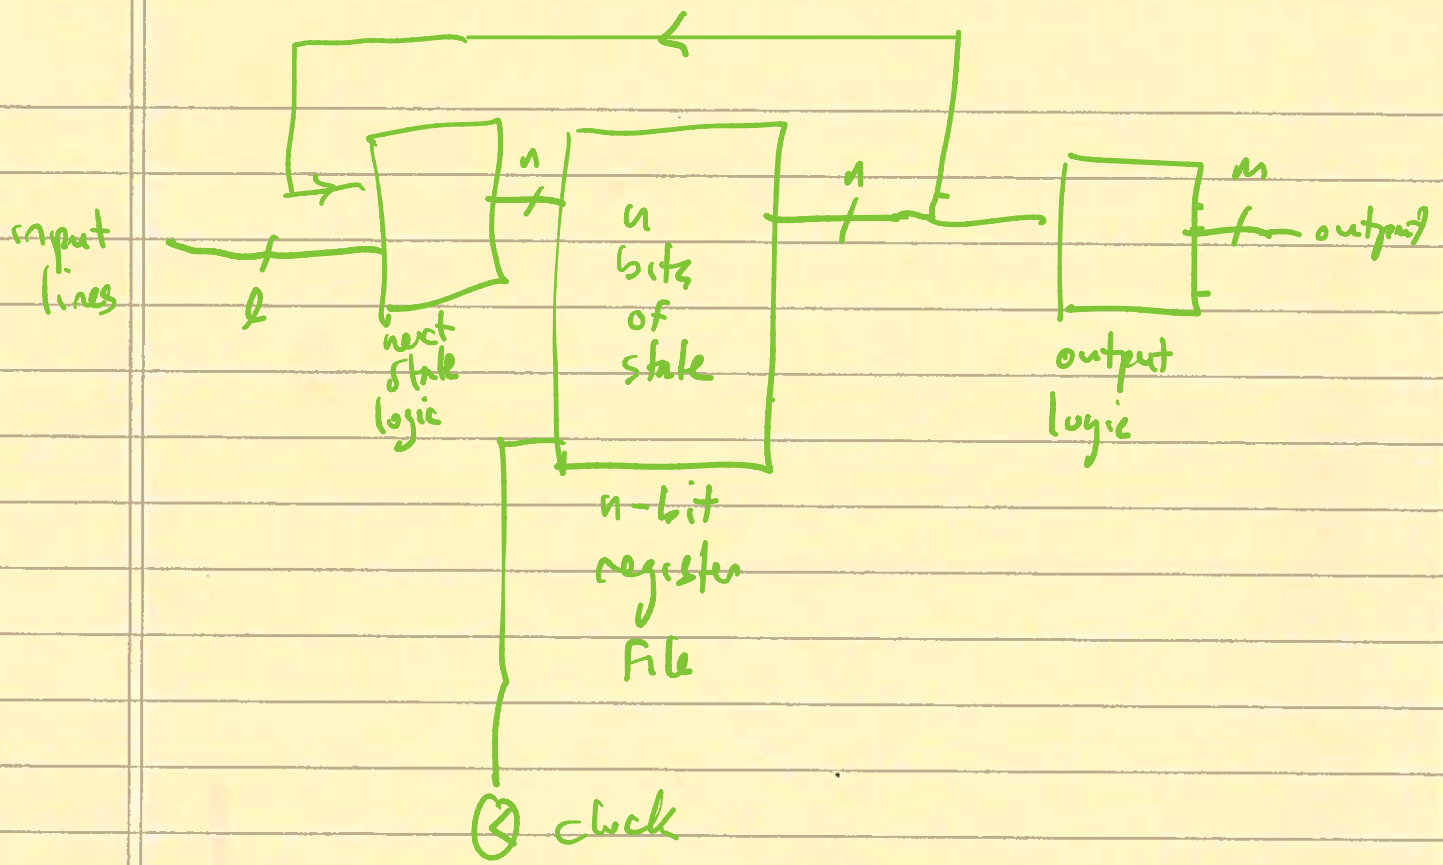 n
n
m
input
lines
l
next
state
logic
n
bits
of
state
output
output
logic
n-bit
register
File
clock